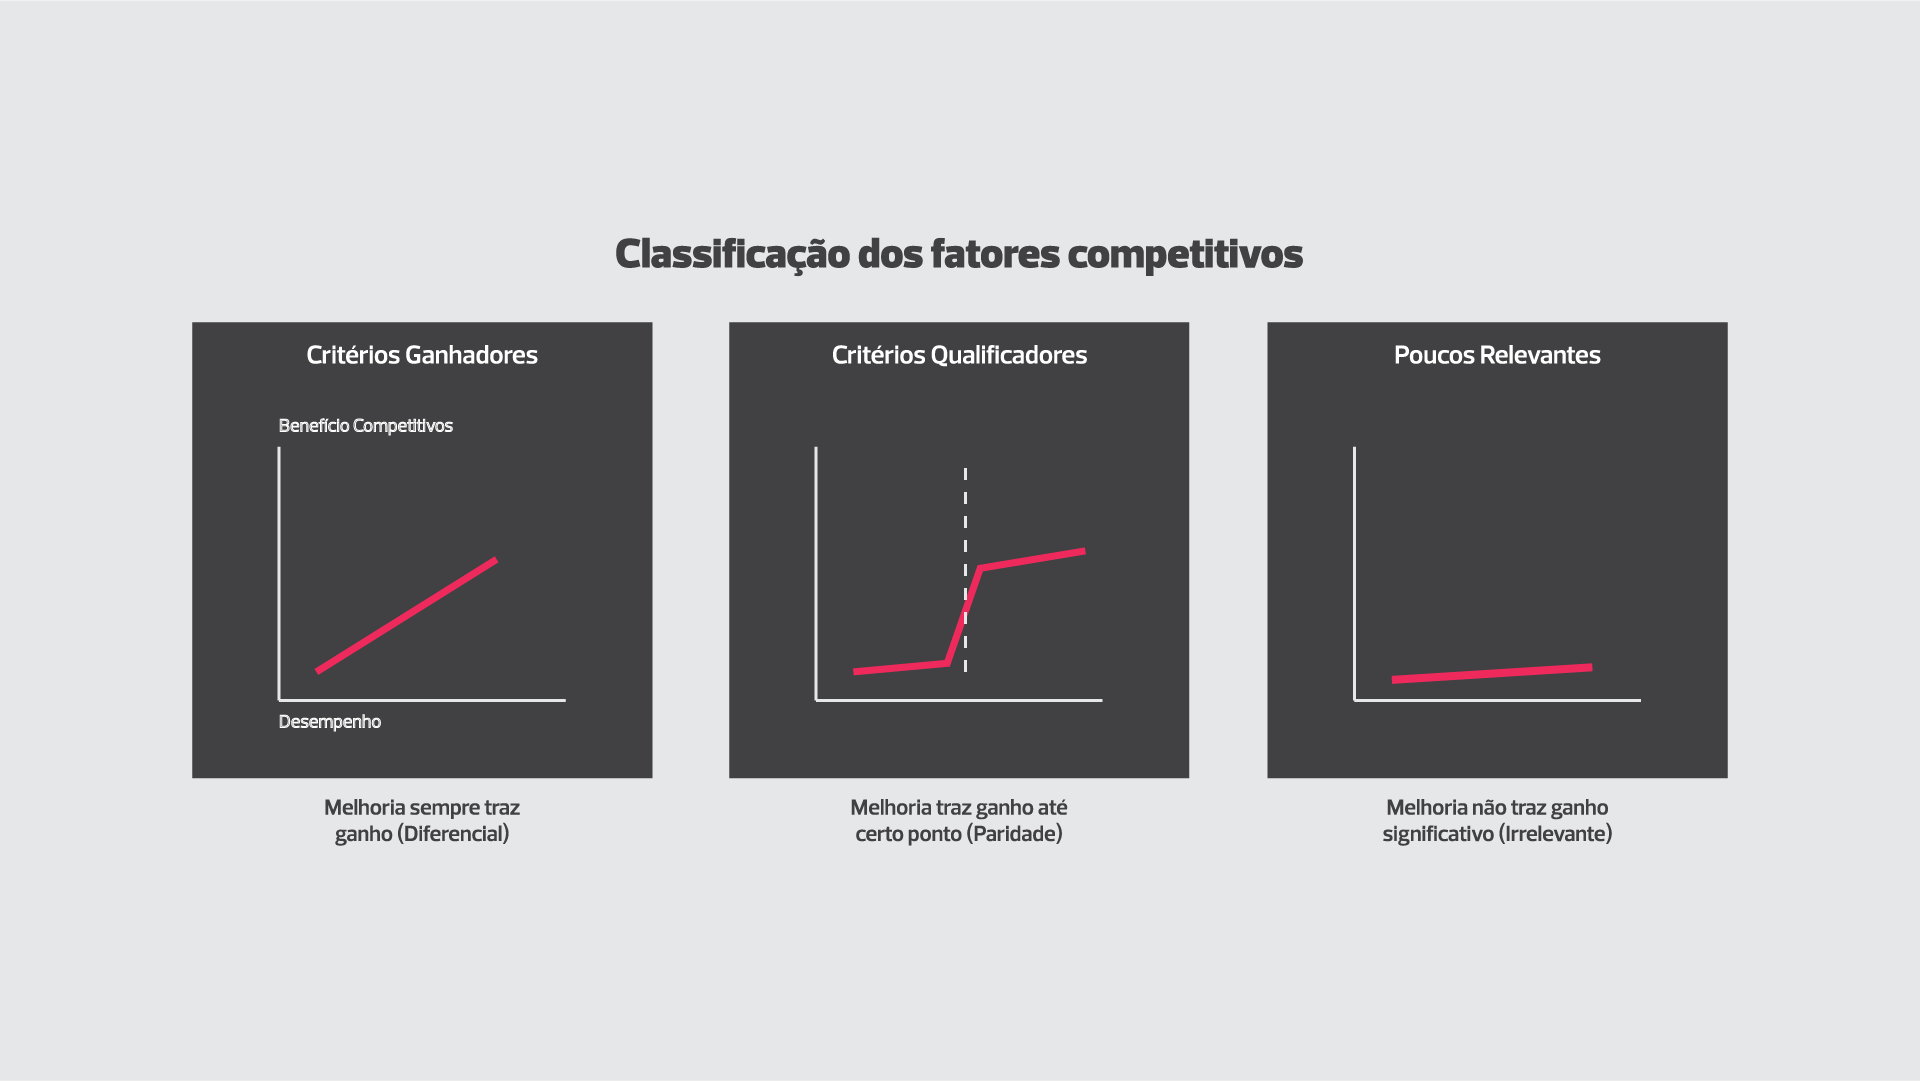 Classificação dos fatores competitivos
Critérios Ganhadores
Benefício Competitivos
Desempenho
Melhoria sempre traz
ganho (Diferencial)
Critérios Qualificadores
Melhoria traz ganho até
certo ponto (Paridade)
Poucos Relevantes
Melhoria não traz ganho
significativo (Irrelevante)